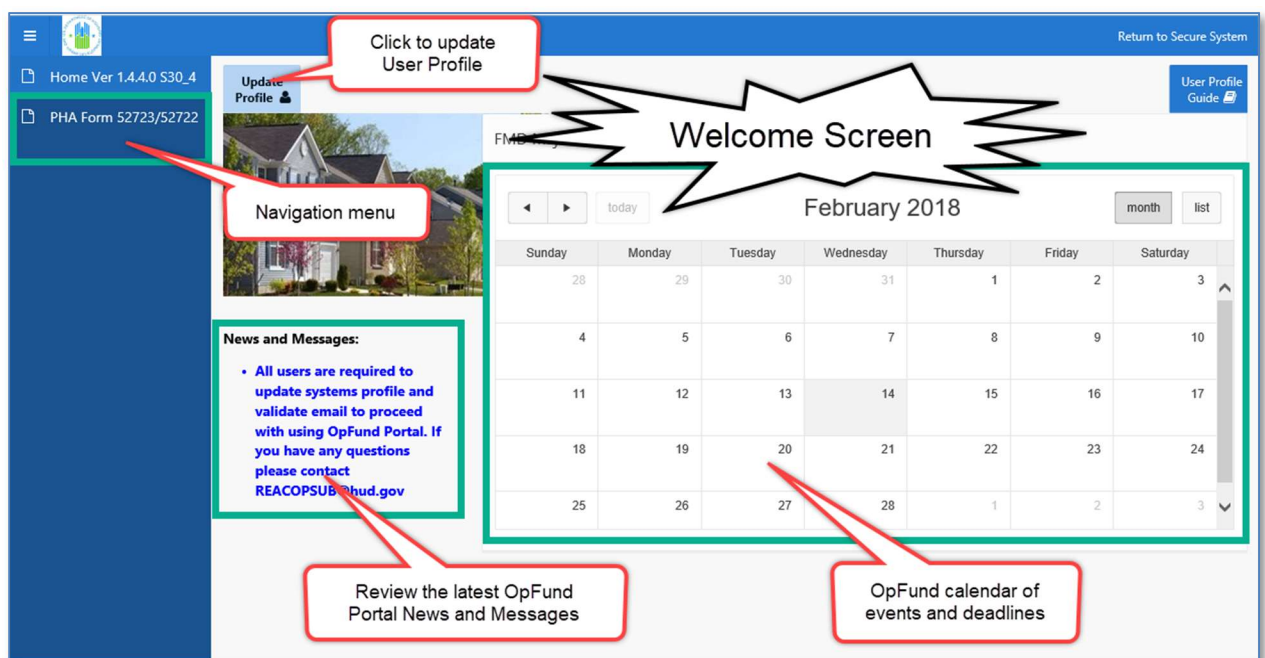 Click to update
User Profile
Return to Secure System
Home Ver 1.4.4.0 S30_4
PHA Form 52723/52722
Update
Profile
User Profile
Guide
Welcome Screen
Navigation menu
today
February 2018
month
list
Sunday Monday Tuesday Wednesday Thursday Friday Saturday
28 29 30 31 1 2 3
4 5 6 7 8 9 10
11 12 13 14 15 16 17
18 19 20 21 22 23 24
25 26 27 28 1 2 3
News and Messages:
• All users are required to
update systems profile and
validate email to proceed
with using OpFund Portal. If
you have any questions
please contact
REACOPSUB@hud.gov
Review the latest OpFund
Portal News and Messages
OpFund calendar of
events and deadlines